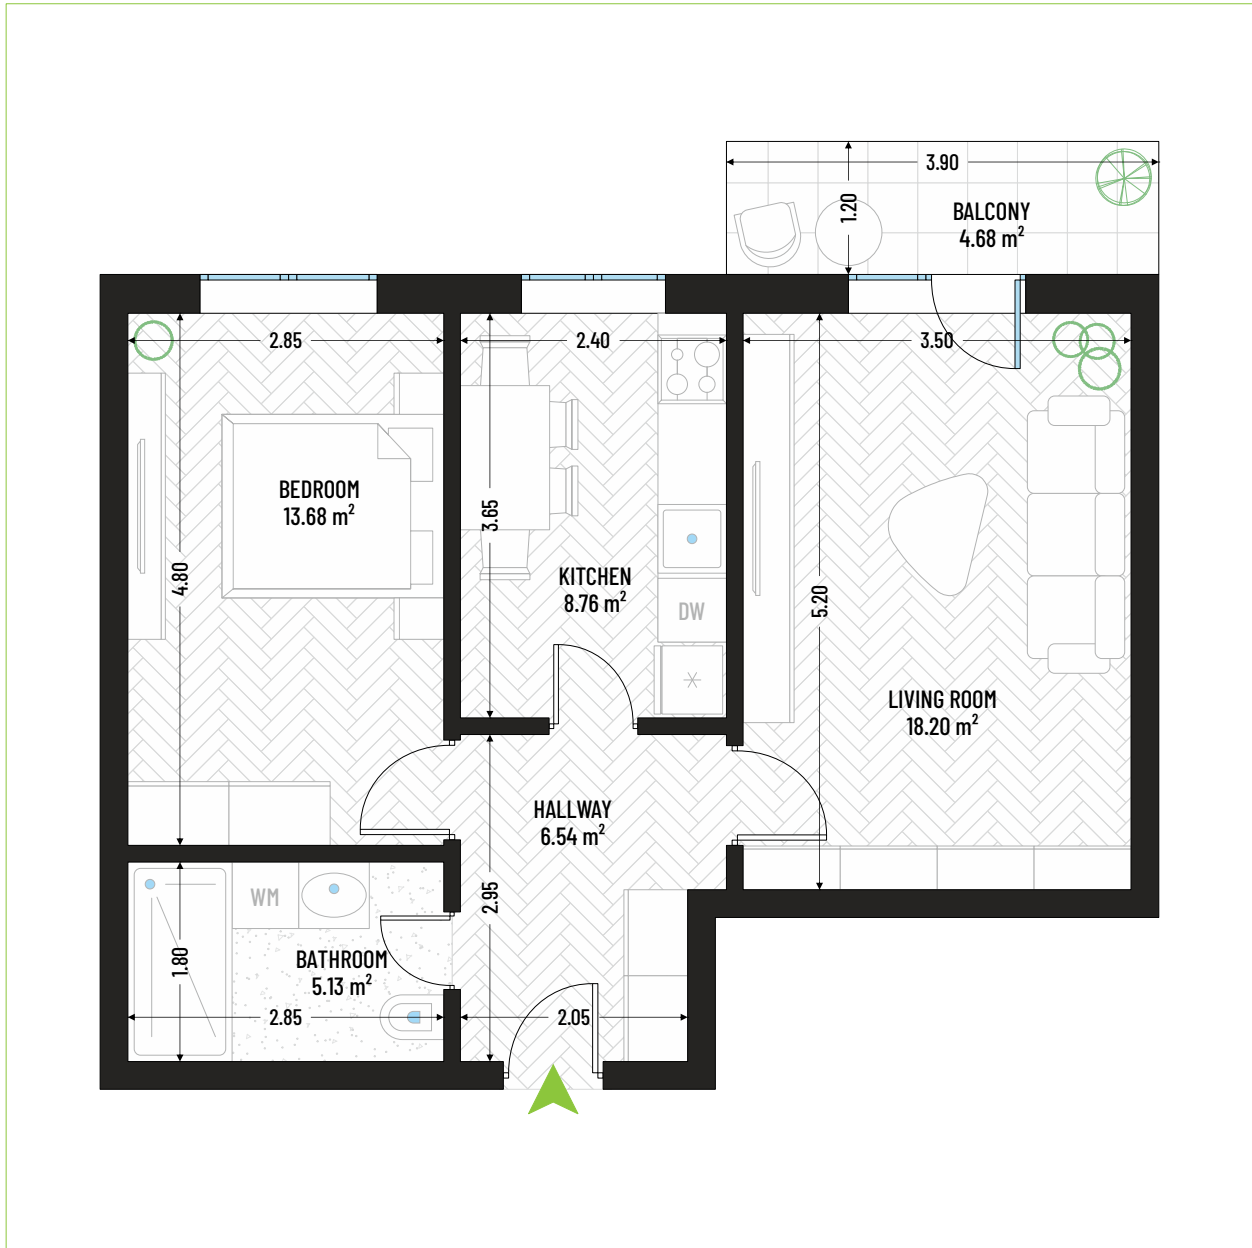 3.90
1.20
BALCONY
4.68 m²
2.85
2.40
3.50
BEDROOM
13.68 m²
3.65
4.80
KITCHEN
8.76 m²
DW
5.20
LIVING ROOM
18.20 m²
HALLWAY
6.54 m²
2.95
WM
BATHROOM
5.13 m²
1.80
2.85
2.05